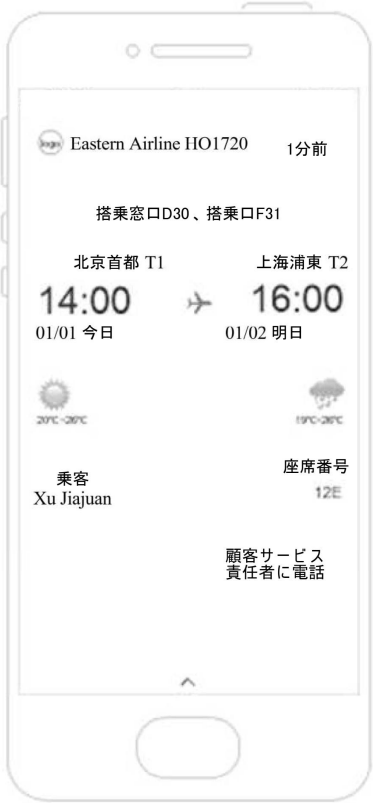 logo Eastern Airline HO1720 1分前
搭乗窓口D30、搭乗口F31
北京首都 T1 上海浦東 T2
14:00 16:00
01/01 今日 01/02 明日
20℃~26℃ 19℃~26℃
乗客 座席番号
Xu Jiajuan 12E
顧客サービス
責任者に電話